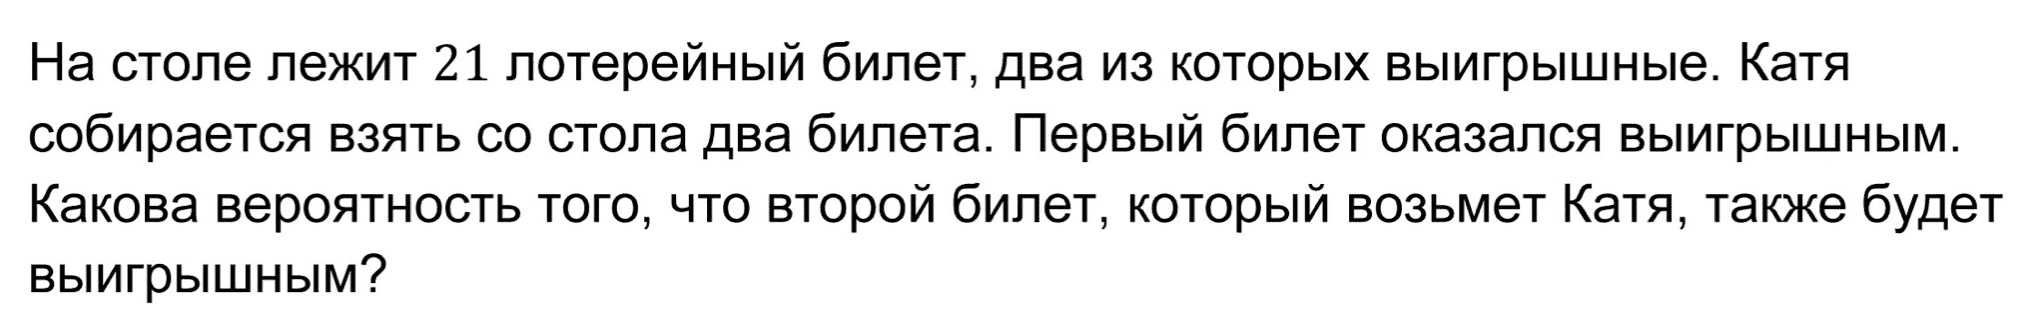 На столе лежит 21 лотерейный билет, два из которых выигрышные. Катя
собирается взять со стола два билета. Первый билет оказался выигрышным.
Какова вероятность того, что второй билет, который возьмет Катя, также будет
выигрышным?